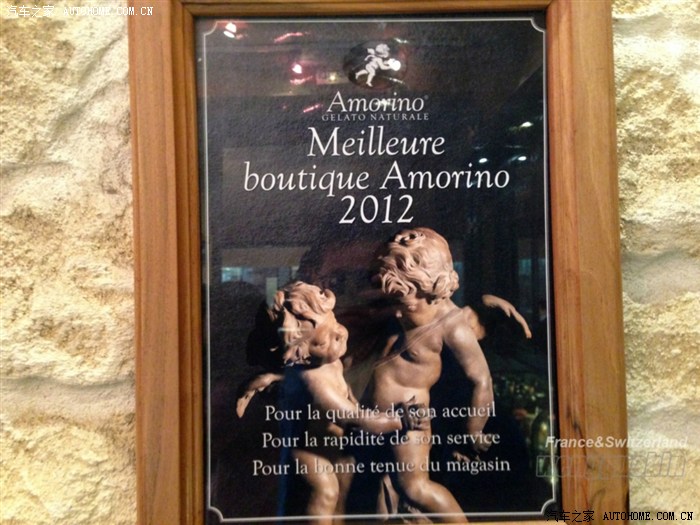 汽车之家 AUTOHOME.COM.CN
Amorino
GELATO NATURALE
Meilleure
boutique Amorino
2012
Pour la qualité de son accueil
Pour la rapidité de son service
Pour la bonne tenue du magasin
France&Switzerland
汽车之家 AUTOHOME.COM.CN